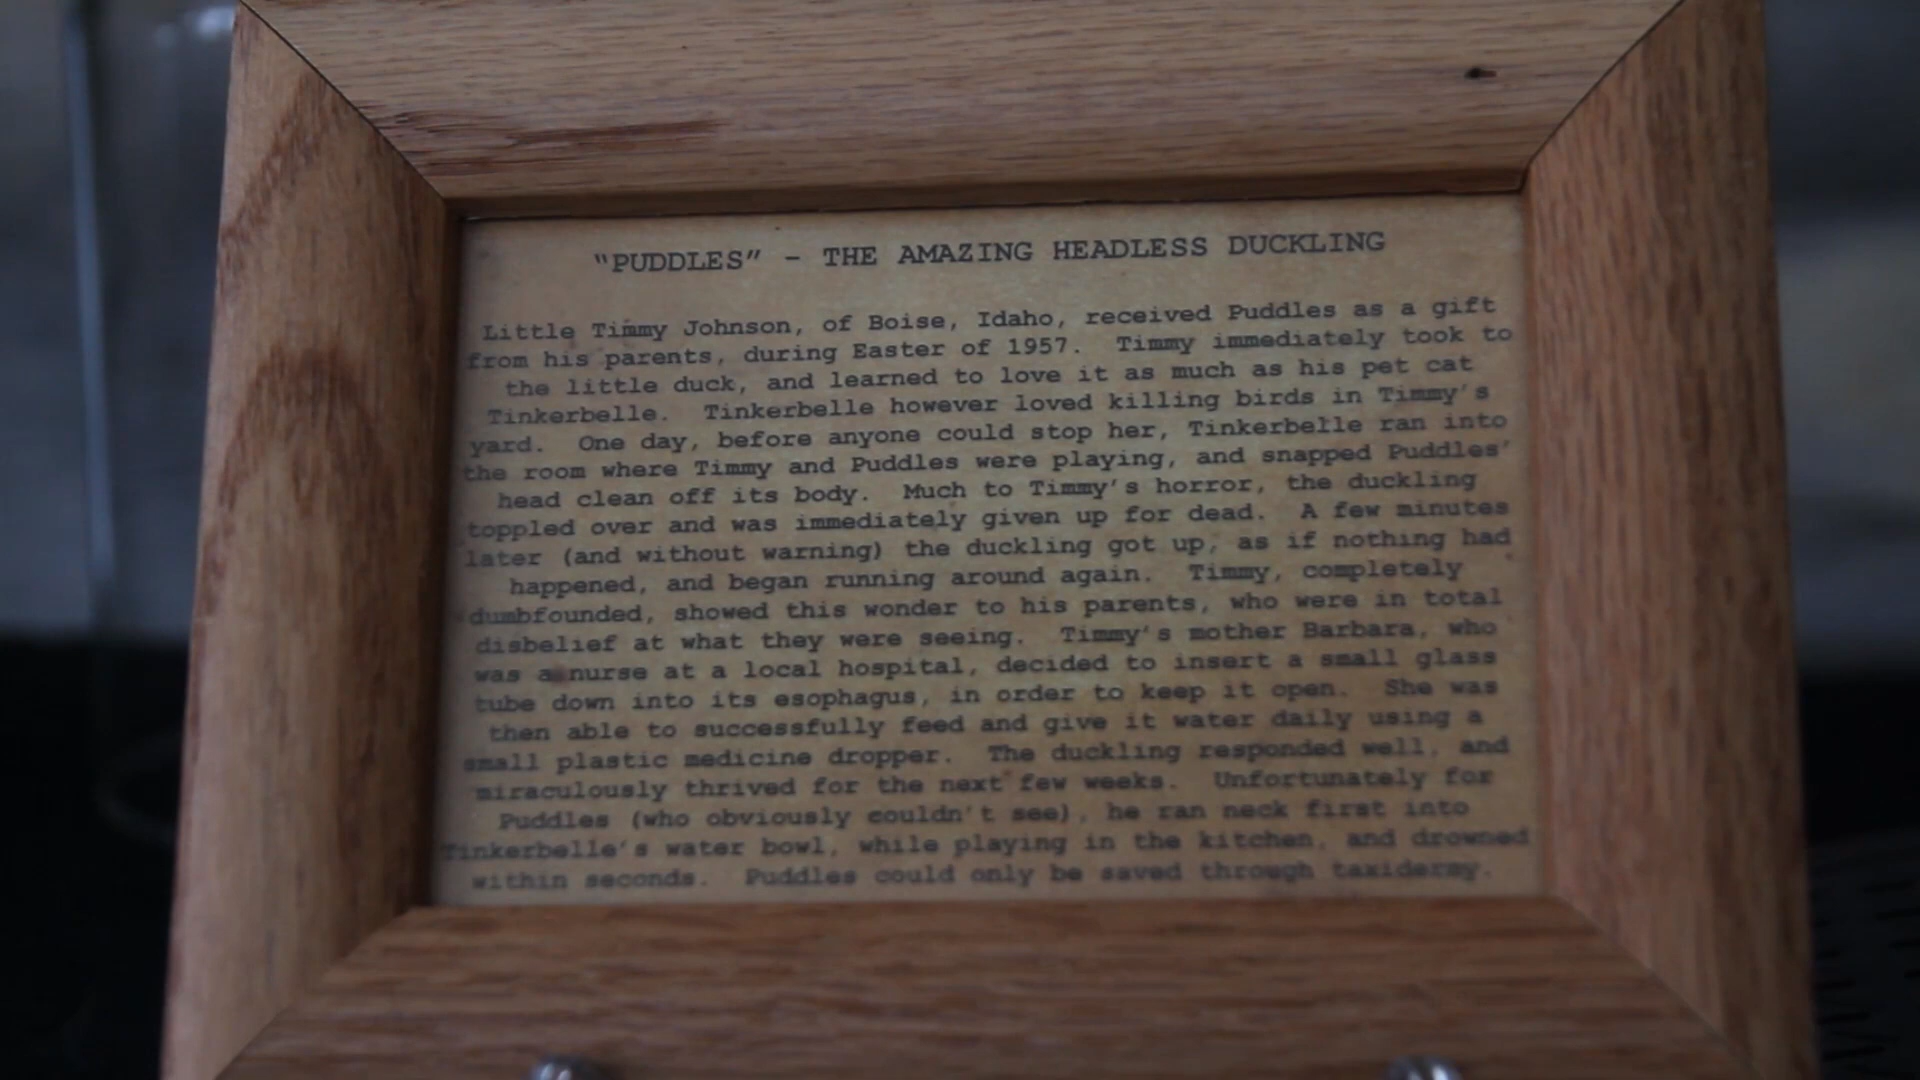 "PUDDLES" - THE AMAZING HEADLESS DUCKLING
Little Timmy Johnson, of Boise, Idaho, received Puddles as a gift
from his parents, during Easter of 1957. Timmy immediately took to
the little duck, and learned to love it as much as his pet cat
Tinkerbelle. Tinkerbelle however loved killing birds in Timmy's
yard. One day, before anyone could stop her, Tinkerbelle ran into
the room where Timmy and Puddles were playing, and snapped Puddles'
head clean off its body. Much to Timmy's horror, the duckling
toppled over and was immediately given up for dead. A few minutes
later (and without warning) the duckling got up, as if nothing had
happened, and began running around again. Timmy, completely
dumbfounded, showed this wonder to his parents, who were in total
disbelief at what they were seeing. Timmy's mother Barbara, who
was a nurse at a local hospital, decided to insert a small glass
tube down into its esophagus, in order to keep it open. She was
then able to successfully feed and give it water daily using a
small plastic medicine dropper. The duckling responded well, and
miraculously thrived for the next few weeks. Unfortunately for
Puddles (who obviously couldn't see), he ran neck first into
Tinkerbelle's water bowl, while playing in the kitchen, and drowned
within seconds. Puddles could only be saved through taxidermy.